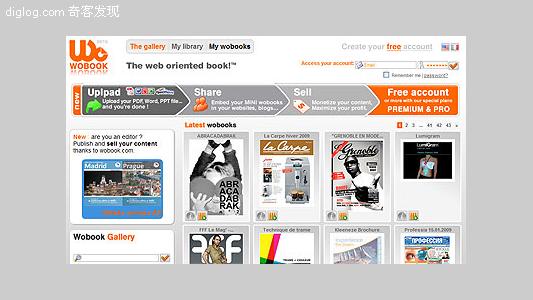 diglog.com 奇客发现
BETA
WOBOOK
The gallery My library My wobooks
The web oriented book!™
Create your free account
Access your account: Email
Remember me | password?
new
Uplpad
Upload your PDF, Word, PPT file...
and you're done !
Share
Embed your MiNi wobooks
in your websites, blogs...
Sell
Monetize your content,
Maximize your profit.
Free account
or more with our special plans
PREMIUM & PRO
New are you an editor ?
Publish and sell your content
thanks to wobook.com.
Madrid Prague
Wobook Gallery
Latest wobooks
1 2 3 ... 41 42 43
ABRACADABRAK
La Carpe hiver 2009
"GRENOBLE EN MODE...
Lumigram
ABR
ACA
DAB
RAK
La Carpe
Grenoble
LUMIGRAM
FFF Le Mag' -...
Technique de trame
Kleeneze Brochure
Professia 15.01.2009
fff
ПРОФЕССИЯ